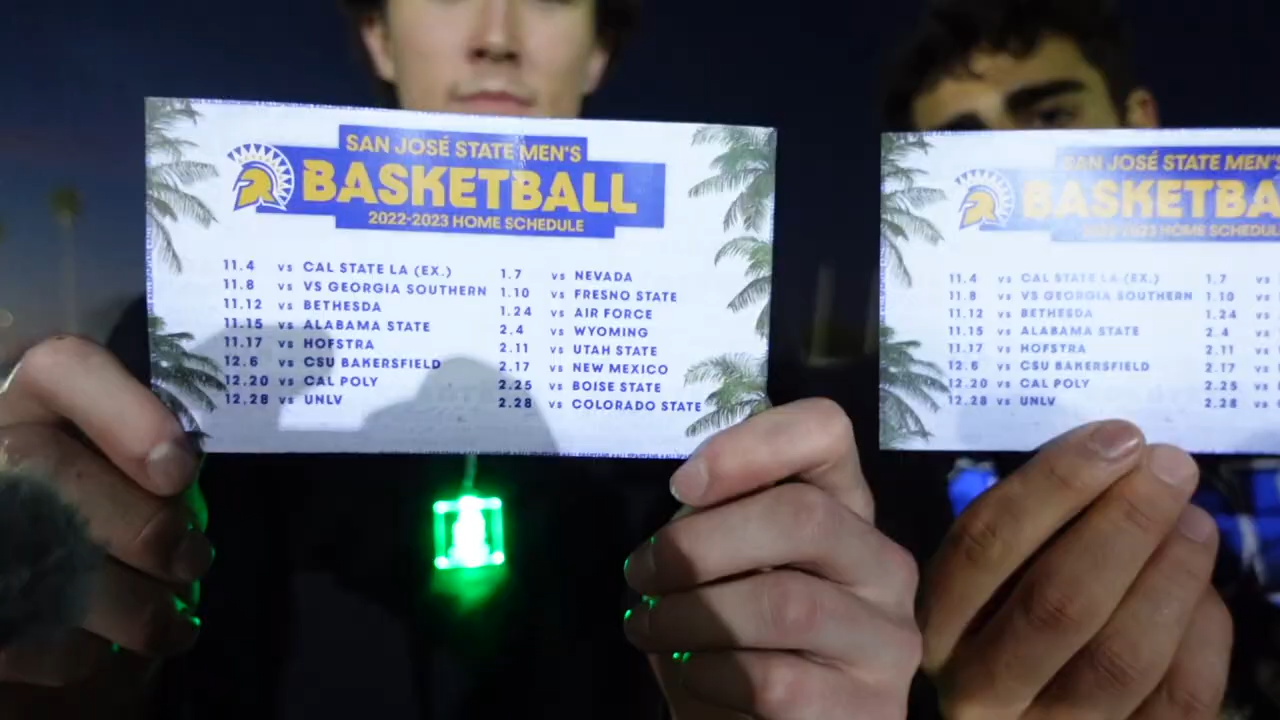 SAN JOSÉ STATE MEN'S
BASKETBALL
2022-2023 HOME SCHEDULE
11.4 vs CAL STATE LA (EX.)
11.8 vs VS GEORGIA SOUTHERN
11.12 vs BETHESDA
11.15 vs ALABAMA STATE
11.17 vs HOFSTRA
12.6 vs CSU BAKERSFIELD
12.20 vs CAL POLY
12.28 vs UNLV
1.7 vs NEVADA
1.10 vs FRESNO STATE
1.24 vs AIR FORCE
2.4 vs WYOMING
2.11 vs UTAH STATE
2.17 vs NEW MEXICO
2.25 vs BOISE STATE
2.28 vs COLORADO STATE
SAN JOSÉ STATE MEN'S
BASKETBA
2022-2023 HOME SCHEDUL
11.4 vs CAL STATE LA (EX.)
11.8 vs VS GEORGIA SOUTHERN
11.12 vs BETHESDA
11.15 vs ALABAMA STATE
11.17 vs HOFSTRA
12.6 vs CSU BAKERSFIELD
12.20 vs CAL POLY
12.28 vs UNLV
1.7 vs
1.10 vs
1.24 vs
2.4 vs
2.11 vs
2.17 vs
2.25 vs
2.28 vs